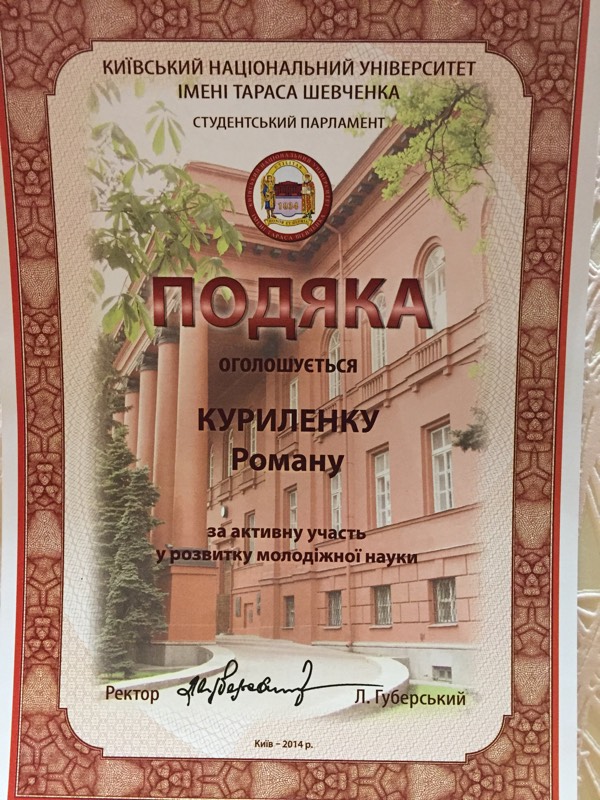 КИЇВСЬКИЙ НАЦІОНАЛЬНИЙ УНІВЕРСИТЕТ
ІМЕНІ ТАРАСА ШЕВЧЕНКА
СТУДЕНТСЬКИЙ ПАРЛАМЕНТ
1834
ПОДЯКА
ОГОЛОШУЄТЬСЯ
КУРИЛЕНКУ
Роману
за активну участь
у розвитку молодіжної науки
Ректор
Л. Губерський
Київ – 2014 р.